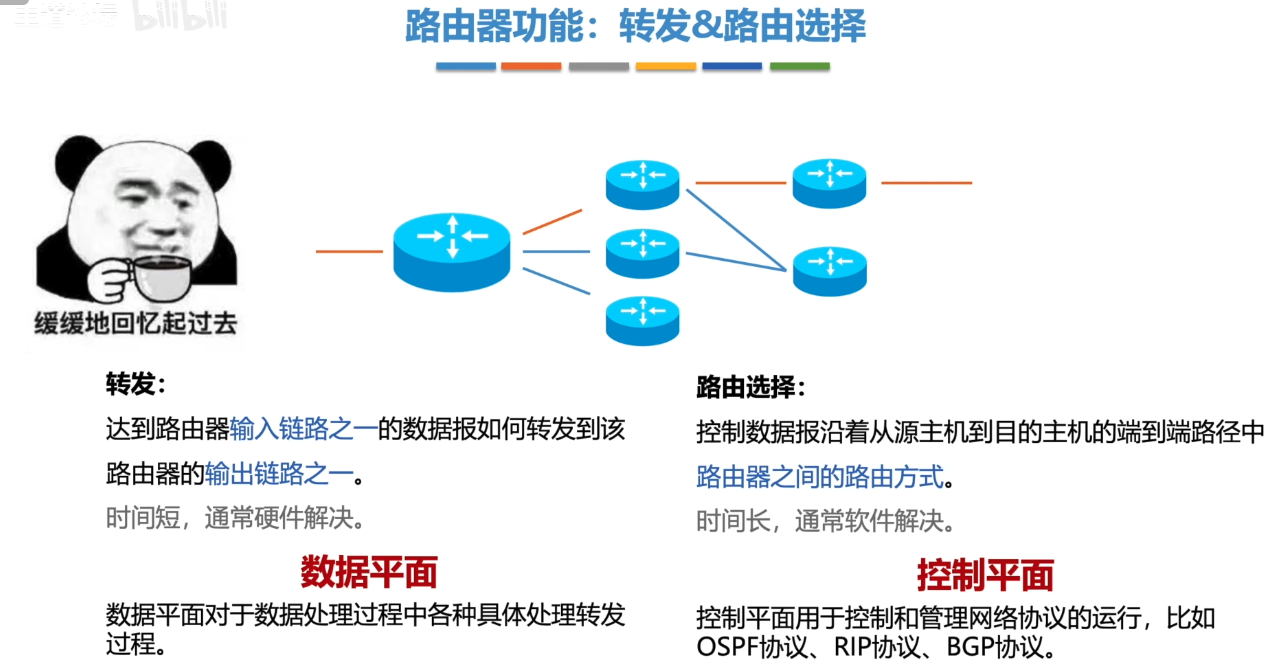 bilibili
路由器功能：转发&路由选择
缓缓地回忆起过去
转发：
达到路由器输入链路之一的数据报如何转发到该
路由器的输出链路之一。
时间短，通常硬件解决。
数据平面
数据平面对于数据处理过程中各种具体处理转发
过程。
路由选择：
控制数据报沿着从源主机到目的主机的端到端路径中
路由器之间的路由方式。
时间长，通常软件解决。
控制平面
控制平面用于控制和管理网络协议的运行，比如
OSPF协议、RIP协议、BGP协议。